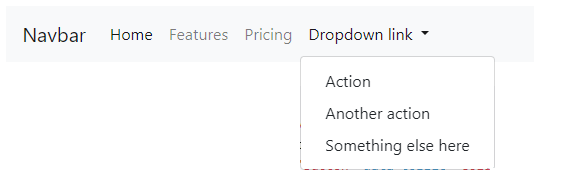 Navbar Home Features Pricing Dropdown link
Action
Another action
Something else here